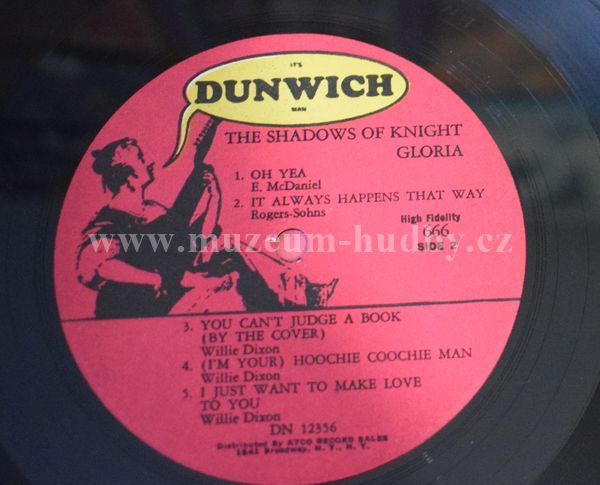 IT'S
DUNWICH
MAN
THE SHADOWS OF KNIGHT
GLORIA
1. OH YEA
E. McDaniel
2. IT ALWAYS HAPPENS THAT WAY
Rogers-Sohns
High Fidelity
666
SIDE 2
www.muzeum-hudby.cz
3. YOU CAN'T JUDGE A BOOK
(BY THE COVER)
Willie Dixon
4. (I'M YOUR) HOOCHIE COOCHIE MAN
Willie Dixon
5. I JUST WANT TO MAKE LOVE
TO YOU
Willie Dixon
DN 12356
Distributed By ATCO RECORD SALES
1841 Broadway, N. Y., N. Y.